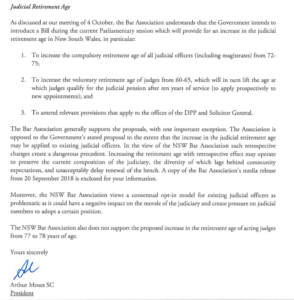 Judicial Retirement Age
As discussed at our meeting of 4 October, the Bar Association understands that the Government intends to
introduce a Bill during the current Parliamentary session which will provide for an increase in the judicial
retirement age in New South Wales, in particular:
1. To increase the compulsory retirement age of all judicial officers (including magistrates) from 72-
75;
2. To increase the voluntary retirement age of judges from 60-65, which will in turn lift the age at
which judges qualify for the judicial pension after ten years of service (to apply prospectively to
new appointments); and
3. To amend relevant provisions that apply to the offices of the DPP and Solicitor General.
The Bar Association generally supports the proposals, with one important exception. The Association is
opposed to the Government's stated proposal to the extent that the increase in the judicial retirement age
may be applied to existing judicial officers. In the view of the NSW Bar Association such retrospective
changes create a dangerous precedent. Increasing the retirement age with retrospective effect may operate
to preserve the current composition of the judiciary, the diversity of which lags behind community
expectations, and unacceptably delay renewal of the bench. A copy of the Bar Association's media release
from 20 September 2018 is enclosed for your information.
Moreover, the NSW Bar Association views a consensual opt-in model for existing judicial officers as
problematic as it could have a negative impact on the morale of the judiciary and create pressure on judicial
members to adopt a certain position.
The NSW Bar Association also does not support the proposed increase in the retirement age of acting judges
from 77 to 78 years of age.
Yours sincerely
Arthur Moses SC
President